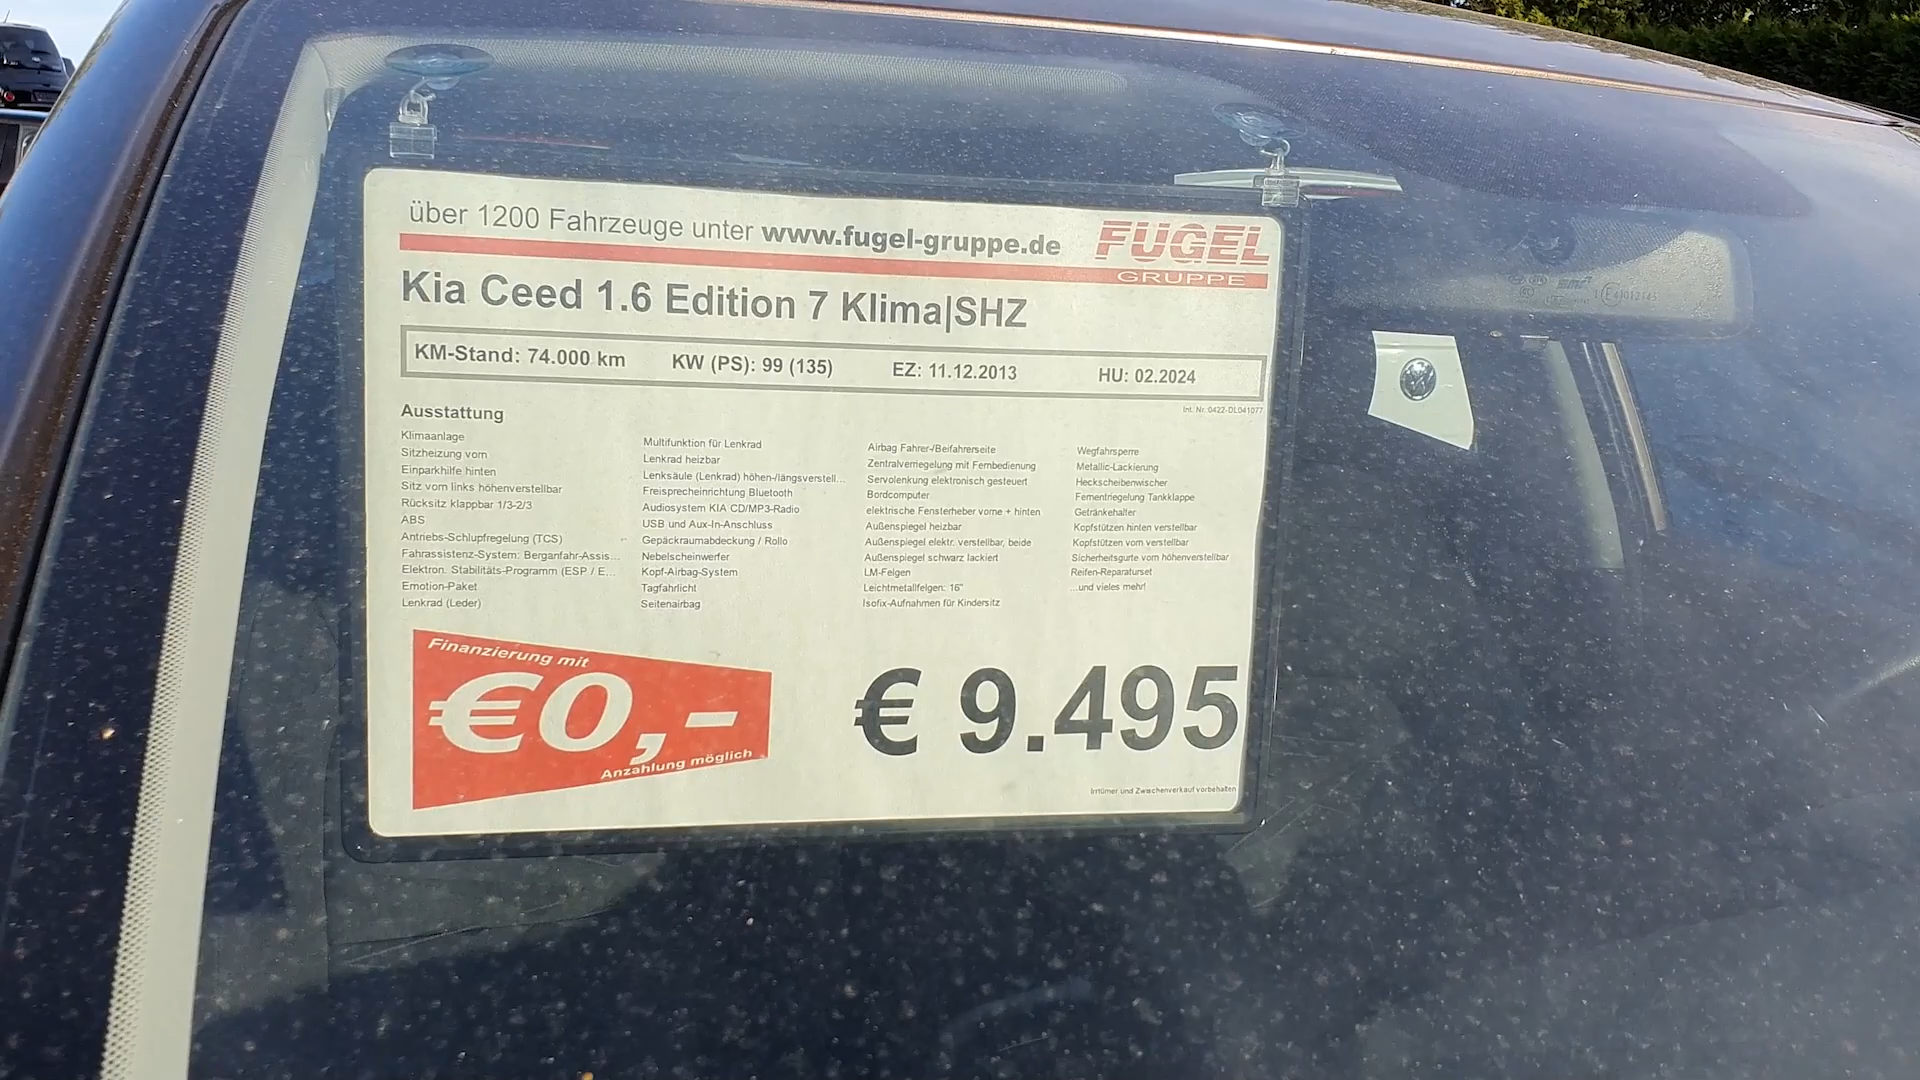 über 1200 Fahrzeuge unter www.fugel-gruppe.de
FUGEL
GRUPPE
Kia Ceed 1.6 Edition 7 Klima|SHZ
KM-Stand: 74.000 km KW (PS): 99 (135) EZ: 11.12.2013 HU: 02.2024
Int. Nr.:0422-DL041077
Ausstattung
Klimaanlage
Sitzheizung vorn
Einparkhilfe hinten
Sitz vorn links höhenverstellbar
Rücksitz klappbar 1/3-2/3
ABS
Antriebs-Schlupfregelung (TCS)
Fahrassistenz-System: Berganfahr-Assis...
Elektron. Stabilitäts-Programm (ESP / E...
Emotion-Paket
Lenkrad (Leder)
Multifunktion für Lenkrad
Lenkrad heizbar
Lenksäule (Lenkrad) höhen-/längsverstell...
Freisprecheinrichtung Bluetooth
Audiosystem KIA CD/MP3-Radio
USB und Aux-In-Anschluss
Gepäckraumabdeckung / Rollo
Nebelscheinwerfer
Kopf-Airbag-System
Tagfahrlicht
Seitenairbag
Airbag Fahrer-/Beifahrerseite
Zentralverriegelung mit Fernbedienung
Servolenkung elektronisch gesteuert
Bordcomputer
elektrische Fensterheber vorne + hinten
Außenspiegel heizbar
Außenspiegel elektr. verstellbar, beide
Außenspiegel schwarz lackiert
LM-Felgen
Leichtmetallfelgen: 16"
Isofix-Aufnahmen für Kindersitz
Wegfahrsperre
Metallic-Lackierung
Heckscheibenwischer
Fernentriegelung Tankklappe
Getränkehalter
Kopfstützen hinten verstellbar
Kopfstützen vorn verstellbar
Sicherheitsgurte vorn höhenverstellbar
Reifen-Reparaturset
...und vieles mehr!
Finanzierung mit
€0,-
Anzahlung möglich
€ 9.495
Irrtümer und Zwischenverkauf vorbehalten